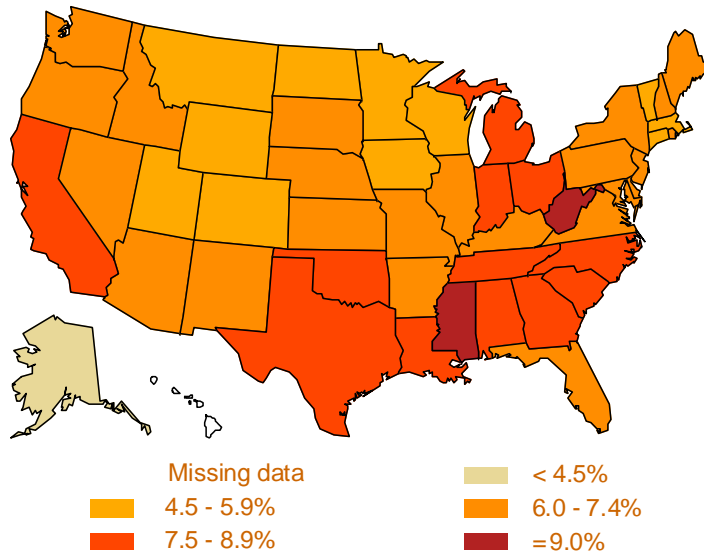 Missing data
< 4.5%
4.5 - 5.9%
6.0 - 7.4%
7.5 - 8.9%
=9.0%